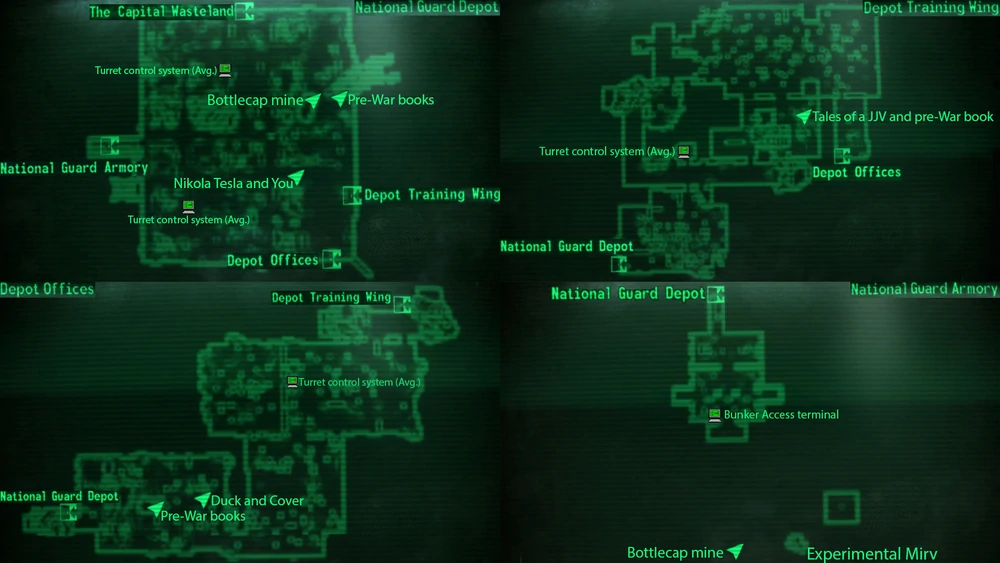 The Capital Wasteland
National Guard Depot
Turret control system (Avg.)
Bottlecap mine
Pre-War books
National Guard Armory
Nikola Tesla and You
Depot Training Wing
Turret control system (Avg.)
Depot Offices
Depot Training Wing
Tales of a JJV and pre-War book
Turret control system (Avg.)
Depot Offices
National Guard Depot
Depot Offices
Depot Training Wing
Turret control system (Avg.)
National Guard Depot
Duck and Cover
Pre-War books
National Guard Depot
National Guard Armory
Bunker Access terminal
Bottlecap mine
Experimental Mirv